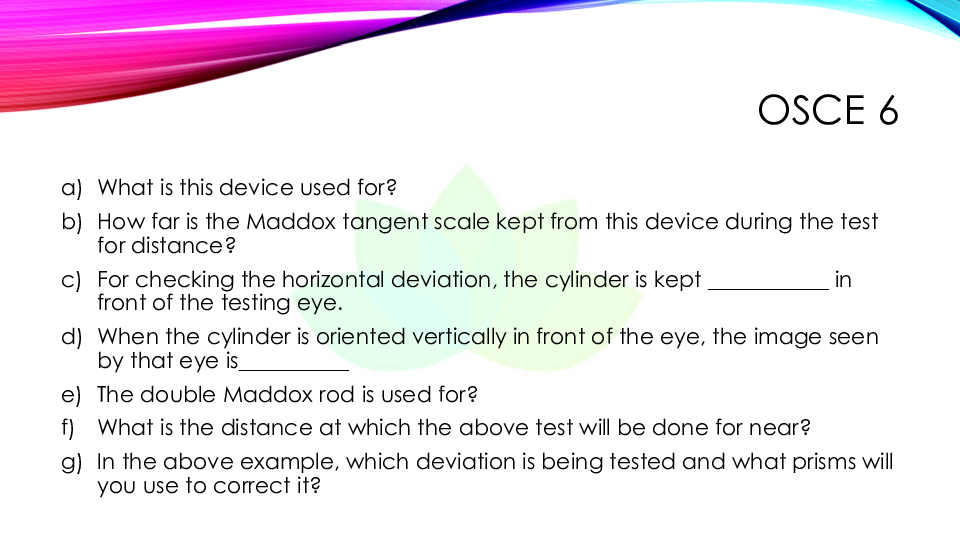 OSCE 6
a) What is this device used for?
b) How far is the Maddox tangent scale kept from this device during the test
for distance?
c) For checking the horizontal deviation, the cylinder is kept ___________ in
front of the testing eye.
d) When the cylinder is oriented vertically in front of the eye, the image seen
by that eye is__________
e) The double Maddox rod is used for?
f) What is the distance at which the above test will be done for near?
g) In the above example, which deviation is being tested and what prisms will
you use to correct it?